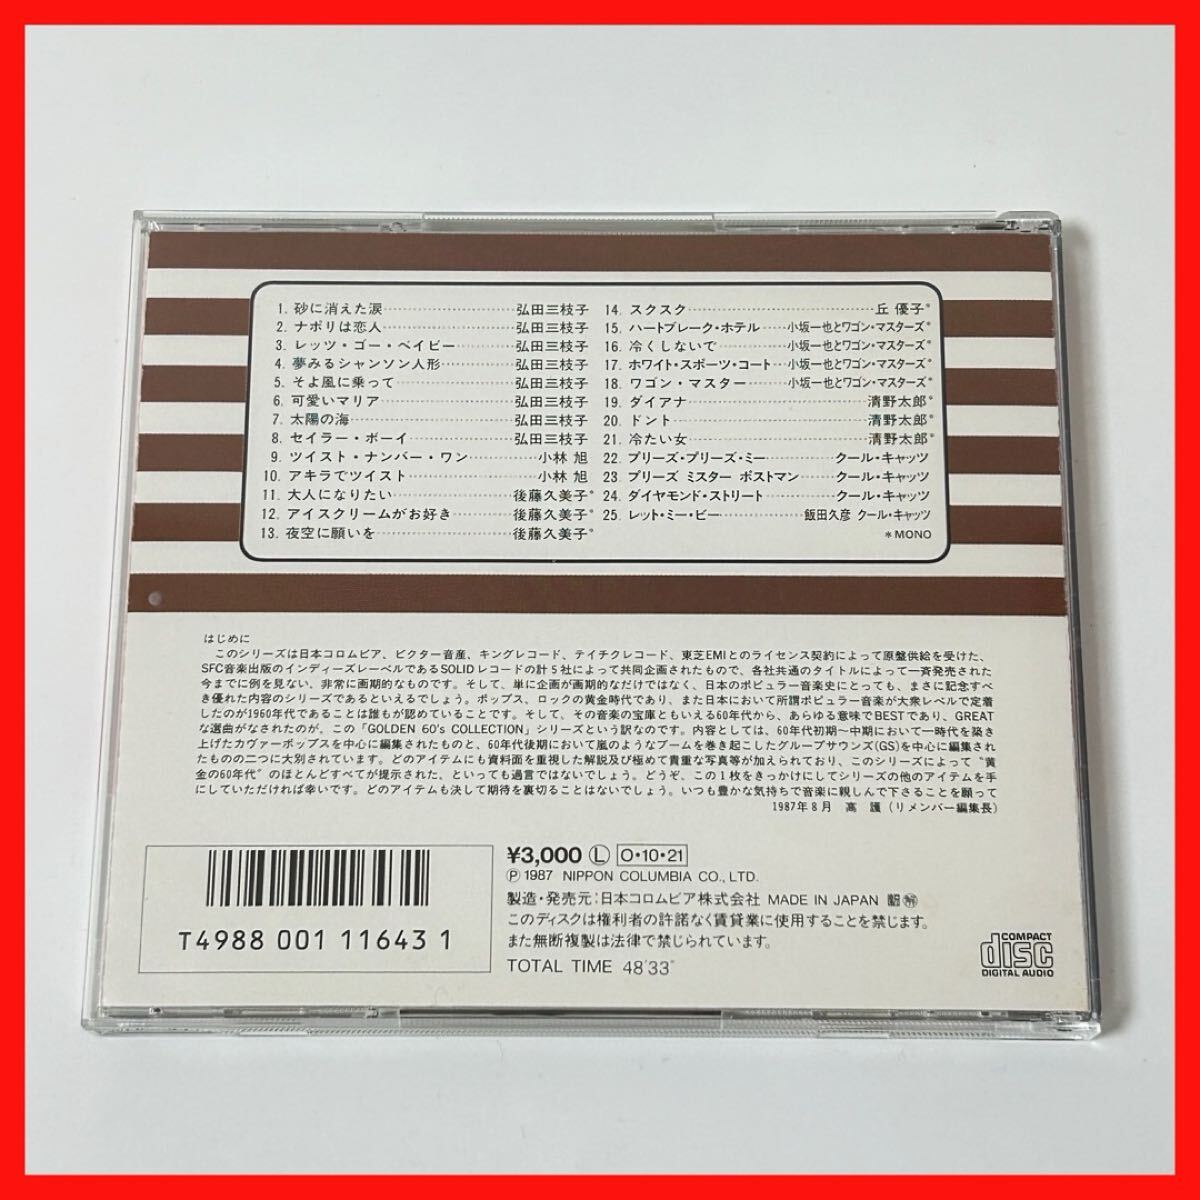 1. 砂に消えた涙……………弘田三枝子
2. ナポリは恋人……………弘田三枝子
3. レッツ・ゴー・ベイビー……弘田三枝子
4. 夢みるシャンソン人形………弘田三枝子
5. そよ風に乗って……………弘田三枝子
6. 可愛いマリア………………弘田三枝子
7. 太陽の海……………………弘田三枝子
8. セイラー・ボーイ…………弘田三枝子
9. ツイスト・ナンバー・ワン………小林 旭
10. アキラでツイスト……………小林 旭
11. 大人になりたい……………後藤久美子*
12. アイスクリームがお好き……後藤久美子*
13. 夜空に願いを………………後藤久美子*
14. スクスク……………………丘 優子*
15. ハートブレーク・ホテル……小坂一也とワゴン・マスターズ*
16. 冷くしないで………小坂一也とワゴン・マスターズ*
17. ホワイト・スポーツ・コート…小坂一也とワゴン・マスターズ*
18. ワゴン・マスター……小坂一也とワゴン・マスターズ*
19. ダイアナ……………………清野太郎*
20. ドント………………………清野太郎*
21. 冷たい女……………………清野太郎*
22. プリーズ・プリーズ・ミー………クール・キャッツ
23. プリーズ ミスター ポストマン……クール・キャッツ
24. ダイヤモンド・ストリート………クール・キャッツ
25. レット・ミー・ビー………飯田久彦 クール・キャッツ
*MONO
はじめに
このシリーズは日本コロムビア、ビクター音産、キングレコード、テイチクレコード、東芝EMIとのライセンス契約によって原盤供給を受けた、
SFC音楽出版のインディーズレーベルであるSOLIDレコードの計5社によって共同企画されたもので、各社共通のタイトルによって一斉発売された
今までに例を見ない、非常に画期的なものです。そして、単に企画が画期的なだけではなく、日本のポピュラー音楽史にとっても、まさに記念すべ
き優れた内容のシリーズであるといえるでしょう。ポップス、ロックの黄金時代であり、また日本において所謂ポピュラー音楽が大衆レベルで定着
したのが1960年代であることは誰もが認めていることです。そして、その音楽の宝庫ともいえる60年代から、あらゆる意味でBESTであり、GREAT
な選曲がなされたのが、この「GOLDEN 60's COLLECTION」シリーズという訳なのです。内容としては、60年代初期〜中期において一時代を築き
上げたカヴァーポップスを中心に編集されたものと、60年代後期において嵐のようなブームを巻き起こしたグループサウンズ(GS)を中心に編集され
たものの二つに大別されています。どのアイテムにも資料面を重視した解説及び極めて貴重な写真等が加えられており、このシリーズによって"黄
金の60年代"のほとんどすべてが提示された、といっても過言ではないでしょう。どうぞ、この1枚をきっかけにしてシリーズの他のアイテムを手
にしていただければ幸いです。どのアイテムも決して期待を裏切ることはないでしょう。いつも豊かな気持ちで音楽に親しんで下さることを願って
1987年8月 高 護（リメンバー編集長）
T4988 001 11643 1
¥3,000 Ⓛ O・10・21
Ⓟ 1987 NIPPON COLUMBIA CO., LTD.
製造・発売元：日本コロムビア株式会社 MADE IN JAPAN
このディスクは権利者の許諾なく賃貸業に使用することを禁じます。
また無断複製は法律で禁じられています。
TOTAL TIME 48'33"
COMPACT
disc
DIGITAL AUDIO